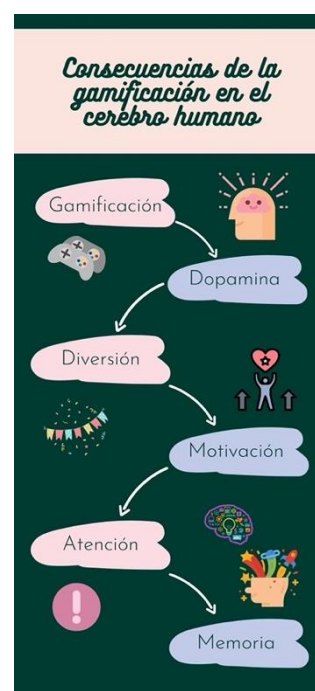 Consecuencias de la
gamificación en el
cerebro humano
Gamificación
Dopamina
Diversión
Motivación
Atención
Memoria